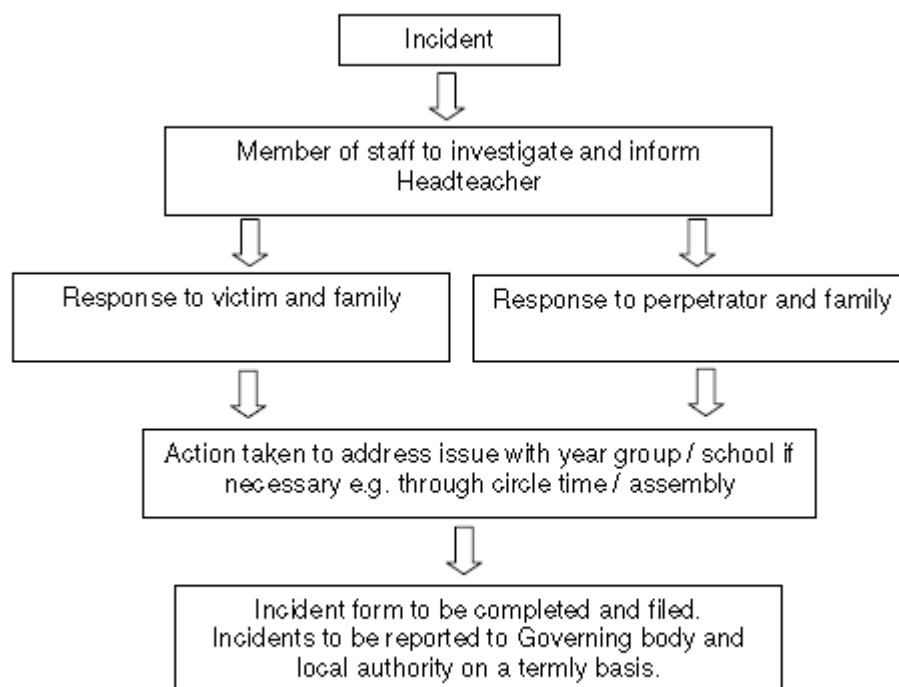 Incident
Member of staff to investigate and inform
Headteacher
Response to victim and family
Response to perpetrator and family
Action taken to address issue with year group / school if
necessary e.g. through circle time / assembly
Incident form to be completed and filed.
Incidents to be reported to Governing body and
local authority on a termly basis.